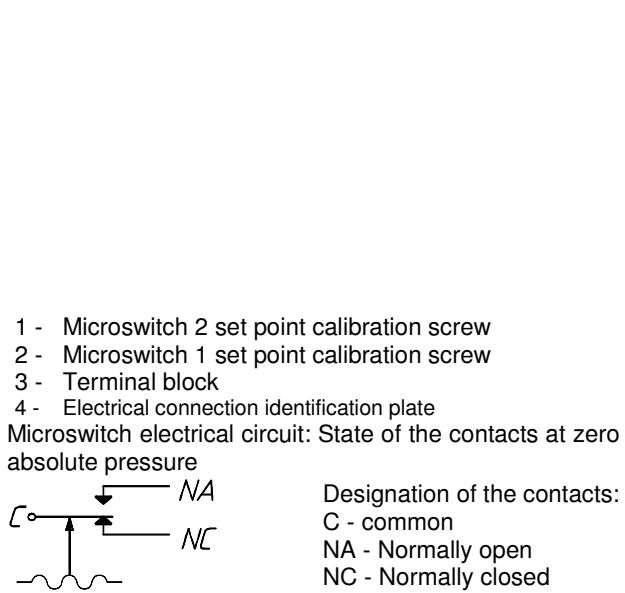 1 - Microswitch 2 set point calibration screw
2 - Microswitch 1 set point calibration screw
3 - Terminal block
4 - Electrical connection identification plate
Microswitch electrical circuit: State of the contacts at zero
absolute pressure
NA
C
NC
Designation of the contacts:
C - common
NA - Normally open
NC - Normally closed